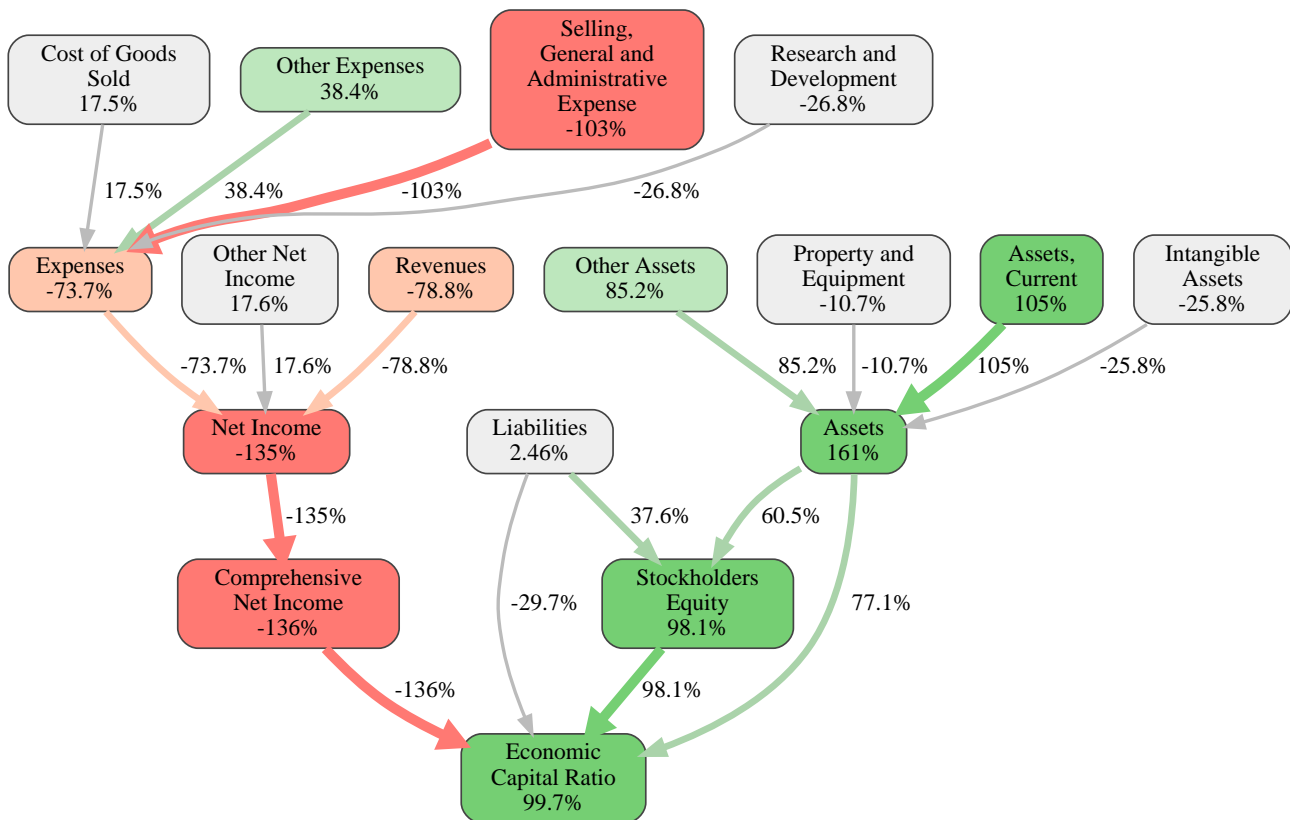 Cost of Goods
Sold
17.5%
Other Expenses
38.4%
Selling,
General and
Administrative
Expense
-103%
Research and
Development
-26.8%
17.5%
38.4%
-103%
-26.8%
Expenses
-73.7%
Other Net
Income
17.6%
Revenues
-78.8%
Other Assets
85.2%
Property and
Equipment
-10.7%
Assets,
Current
105%
Intangible
Assets
-25.8%
-73.7%
17.6%
-78.8%
85.2%
-10.7%
105%
-25.8%
Net Income
-135%
Liabilities
2.46%
Assets
161%
-135%
37.6%
60.5%
Comprehensive
Net Income
-136%
-29.7%
Stockholders
Equity
98.1%
77.1%
-136%
98.1%
Economic
Capital Ratio
99.7%